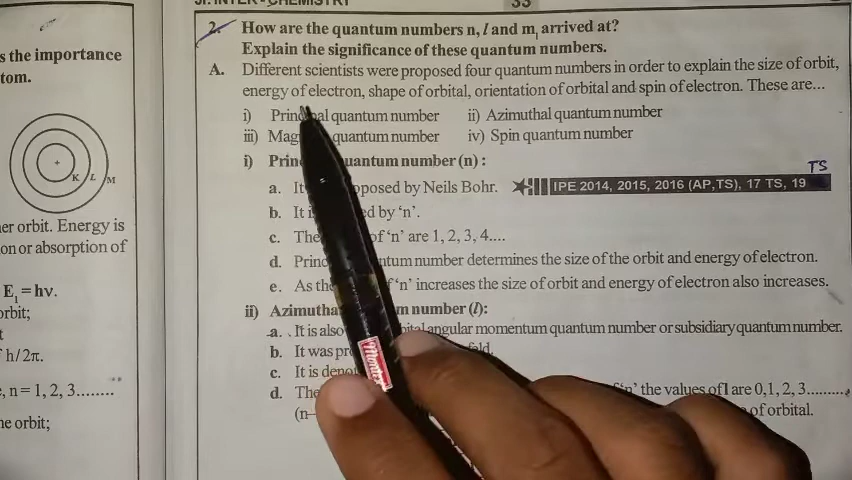 JR. INTER - CHEMISTRY
33
s the importance
tom.
K L M
er orbit. Energy is
on or absorption of
E₁ = hν.
orbit;
t
h/2π.
, n = 1, 2, 3........
ne orbit;
2. How are the quantum numbers n, l and mₗ arrived at?
Explain the significance of these quantum numbers.
A. Different scientists were proposed four quantum numbers in order to explain the size of orbit,
energy of electron, shape of orbital, orientation of orbital and spin of electron. These are...
i) Principal quantum number ii) Azimuthal quantum number
iii) Mag quantum number iv) Spin quantum number
i) Prin uantum number (n) :
TS
a. It posed by Neils Bohr. IPE 2014, 2015, 2016 (AP,TS), 17 TS, 19
b. It i d by 'n'.
c. The of 'n' are 1, 2, 3, 4....
d. Princ ntum number determines the size of the orbit and energy of electron.
e. As the 'n' increases the size of orbit and energy of electron also increases.
ii) Azimutha m number (l):
a. It is also bital angular momentum quantum number or subsidiary quantum number.
b. It was pr feld.
c. It is deno
d. The of 'n' the values of l are 0,1, 2, 3..........
(n- of orbital.
Montex